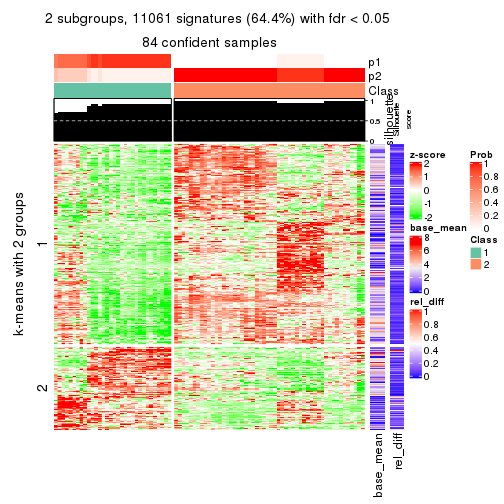 2 subgroups, 11061 signatures (64.4%) with fdr < 0.05
84 confident samples
p1
p2
Class
1
0.5
0
silhouette
Silhouette
score
k-means with 2 groups
1
2
base_mean
rel_diff
z-score
2
1
0
-1
-2
base_mean
8
6
4
2
0
rel_diff
1
0.8
0.6
0.4
0.2
0
Prob
1
0.8
0.6
0.4
0.2
0
Class
1
2